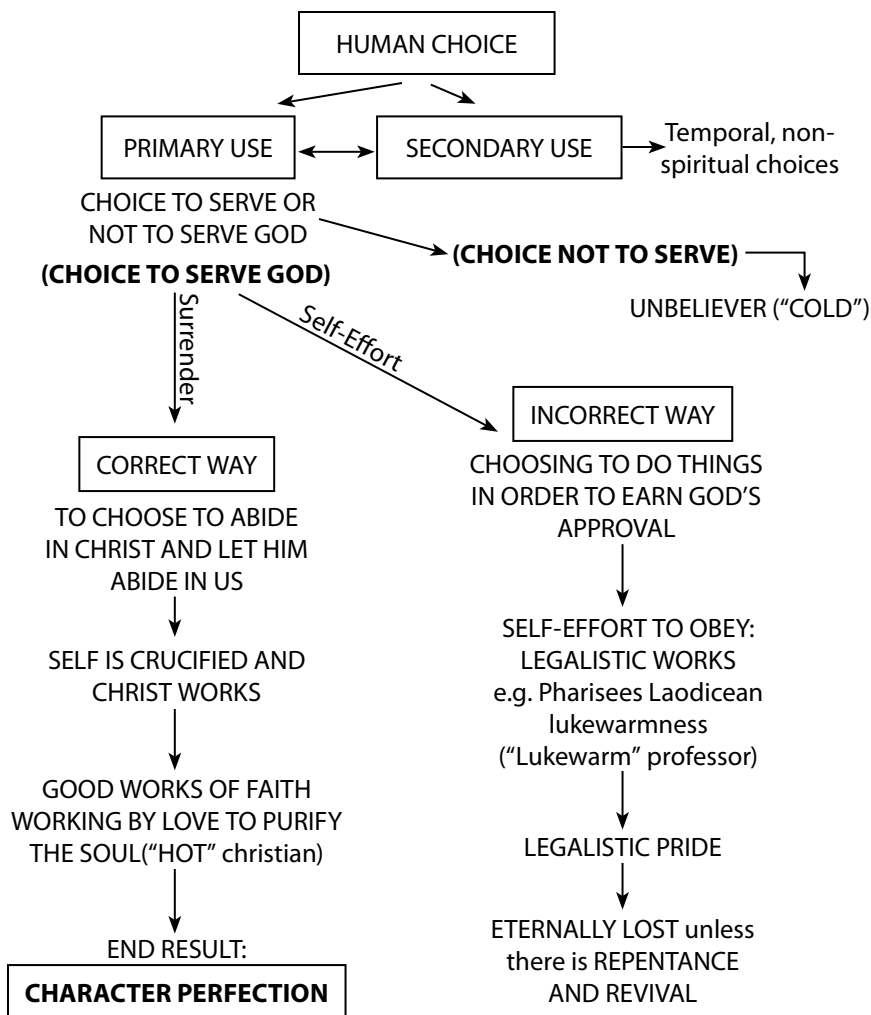 HUMAN CHOICE
PRIMARY USE
SECONDARY USE
Temporal, non-
spiritual choices
CHOICE TO SERVE OR
NOT TO SERVE GOD
(CHOICE TO SERVE GOD)
(CHOICE NOT TO SERVE)
UNBELIEVER (“COLD”)
Surrender
Self-Effort
CORRECT WAY
TO CHOOSE TO ABIDE
IN CHRIST AND LET HIM
ABIDE IN US
SELF IS CRUCIFIED AND
CHRIST WORKS
GOOD WORKS OF FAITH
WORKING BY LOVE TO PURIFY
THE SOUL(“HOT” christian)
END RESULT:
CHARACTER PERFECTION
INCORRECT WAY
CHOOSING TO DO THINGS
IN ORDER TO EARN GOD’S
APPROVAL
SELF-EFFORT TO OBEY:
LEGALISTIC WORKS
e.g. Pharisees Laodicean
lukewarmness
(“Lukewarm” professor)
LEGALISTIC PRIDE
ETERNALLY LOST unless
there is REPENTANCE
AND REVIVAL